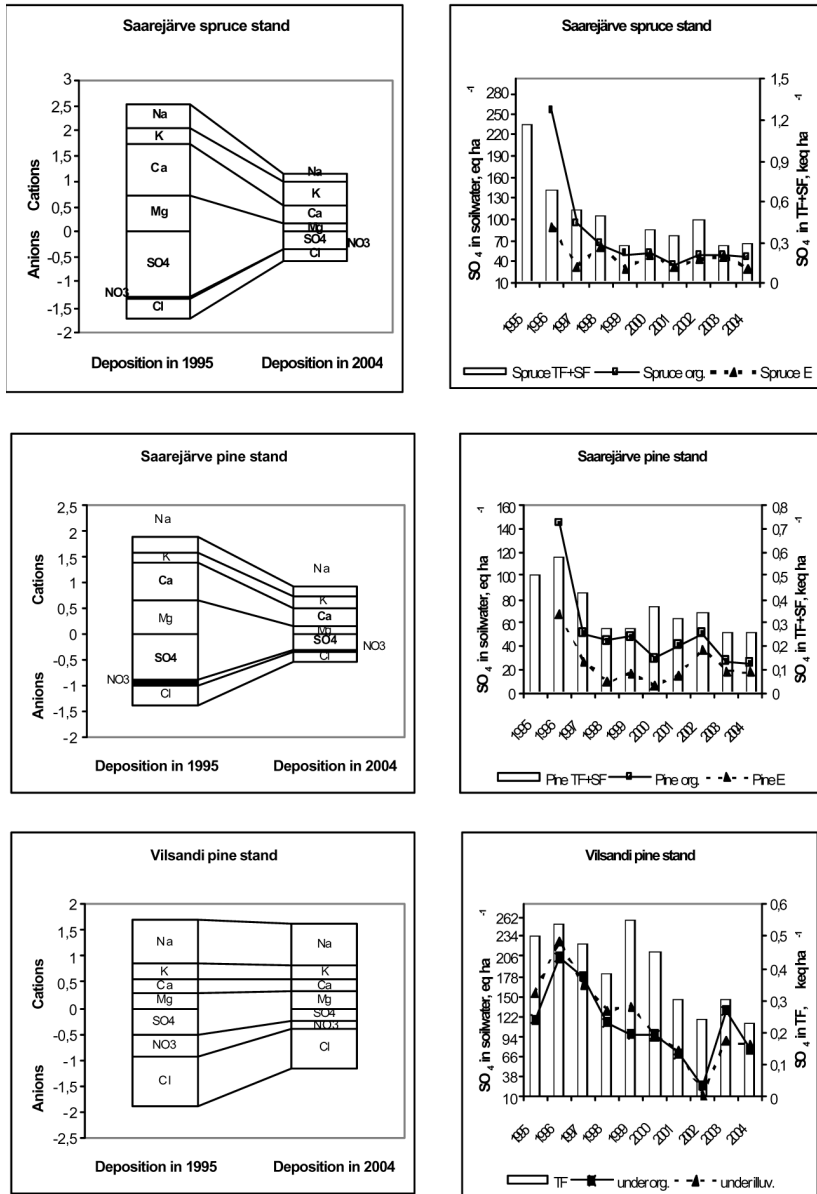 Saarejärve spruce stand
3
2,5
2
1,5
1
0,5
0
-0,5
-1
-1,5
-2
Cations
Anions
Na
K
Ca
Mg
SO4
NO3
Cl
Na
K
Ca
Mg
SO4
NO3
Cl
Deposition in 1995
Deposition in 2004
Saarejärve spruce stand
SO4 in soilwater, eq ha -1
280
250
220
190
160
130
100
70
40
10
1,5
1,2
0,9
0,6
0,3
0
SO4 in TF+SF, keq ha -1
1995 1996 1997 1998 1999 2000 2001 2002 2003 2004
Spruce TF+SF Spruce org. Spruce E
Saarejärve pine stand
2,5
2
1,5
1
0,5
0
-0,5
-1
-1,5
-2
Cations
Anions
Na
K
Ca
Mg
SO4
NO3
Cl
Na
K
Ca
Mg
SO4
NO3
Cl
Deposition in 1995
Deposition in 2004
Saarejärve pine stand
SO4 in soilwater, eq ha -1
160
140
120
100
80
60
40
20
0
0,8
0,7
0,6
0,5
0,4
0,3
0,2
0,1
0
SO4 in TF+SF, keq ha -1
1995 1996 1997 1998 1999 2000 2001 2002 2003 2004
Pine TF+SF Pine org. Pine E
Vilsandi pine stand
2
1,5
1
0,5
0
-0,5
-1
-1,5
-2
-2,5
Cations
Anions
Na
K
Ca
Mg
SO4
NO3
Cl
Na
K
Ca
Mg
SO4
NO3
Cl
Deposition in 1995
Deposition in 2004
Vilsandi pine stand
SO4 in soilwater, eq ha -1
262
234
206
178
150
122
94
66
38
10
0,6
0,5
0,4
0,3
0,2
0,1
0
SO4 in TF, keq ha -1
1995 1996 1997 1998 1999 2000 2001 2002 2003 2004
TF under org. under illuv.